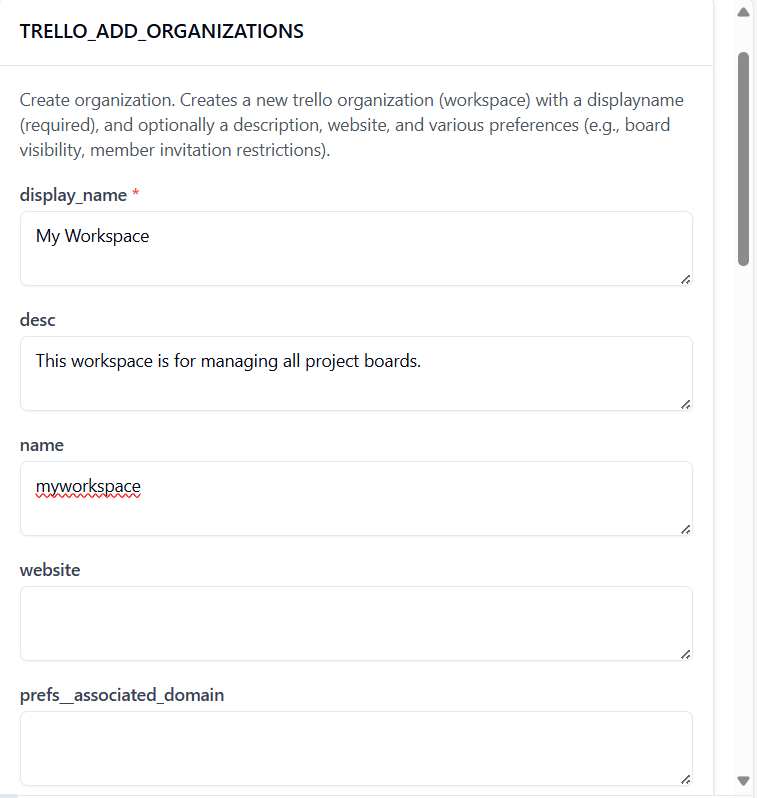 TRELLO_ADD_ORGANIZATIONS
Create organization. Creates a new trello organization (workspace) with a displayname
(required), and optionally a description, website, and various preferences (e.g., board
visibility, member invitation restrictions).
display_name *
My Workspace
desc
This workspace is for managing all project boards.
name
myworkspace
website
prefs__associated_domain